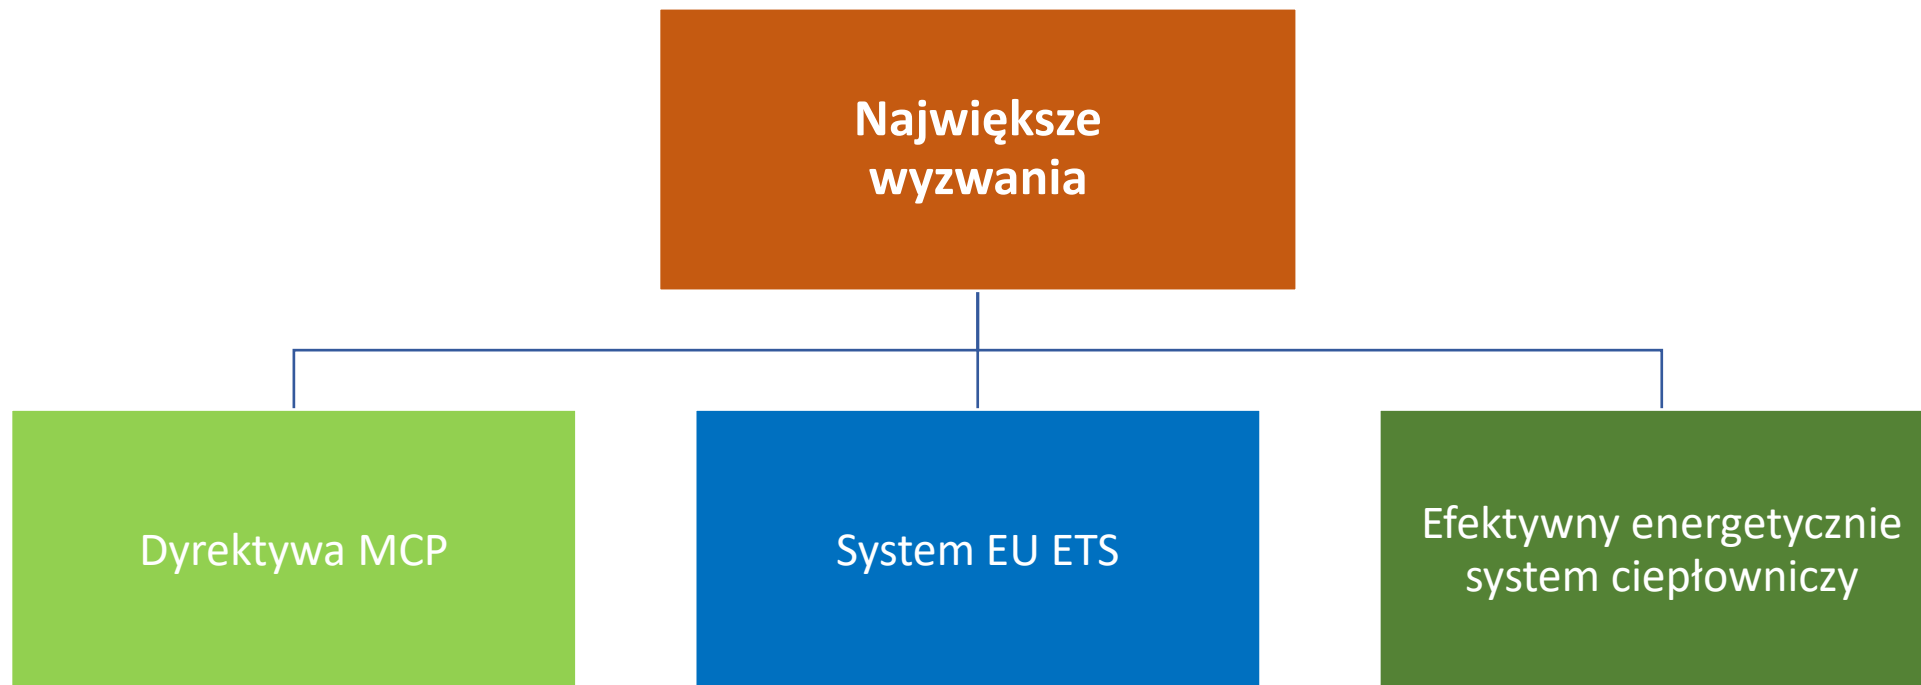 Największe
wyzwania
Dyrektywa MCP
System EU ETS
Efektywny energetycznie
system ciepłowniczy